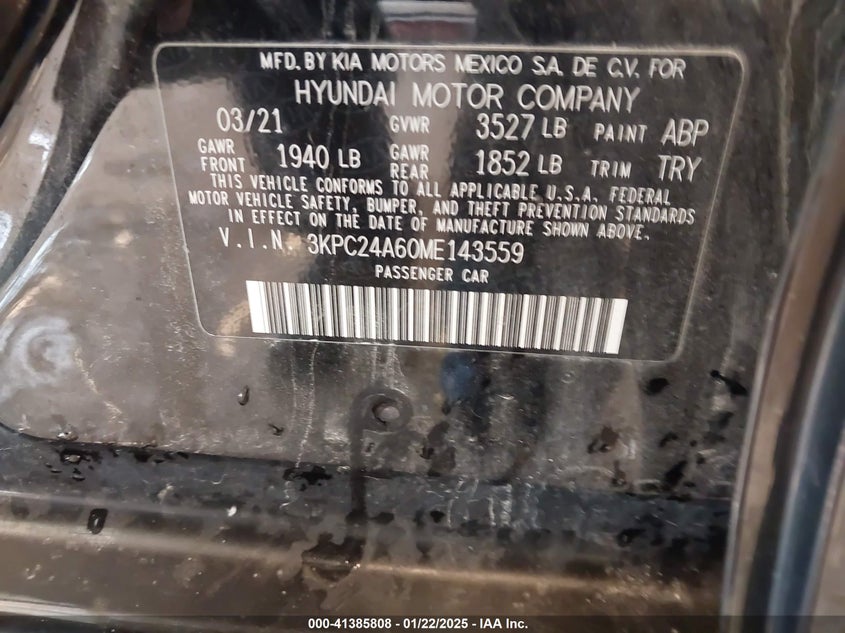 MFD. BY KIA MOTORS MEXICO S.A. DE C.V. FOR
HYUNDAI MOTOR COMPANY
03/21 GVWR 3527 LB PAINT ABP
GAWR FRONT 1940 LB GAWR REAR 1852 LB TRIM TRY
THIS VEHICLE CONFORMS TO ALL APPLICABLE U.S.A. FEDERAL
MOTOR VEHICLE SAFETY, BUMPER, AND THEFT PREVENTION STANDARDS
IN EFFECT ON THE DATE OF MANUFACTURE SHOWN ABOVE.
V.I.N. 3KPC24A60ME143559
PASSENGER CAR
000-41385808 - 01/22/2025 - IAA Inc.